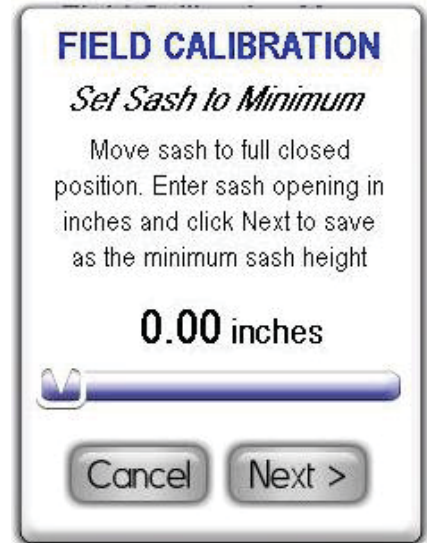 FIELD CALIBRATION
Set Sash to Minimum
Move sash to full closed
position. Enter sash opening in
inches and click Next to save
as the minimum sash height
0.00 inches
Cancel Next >